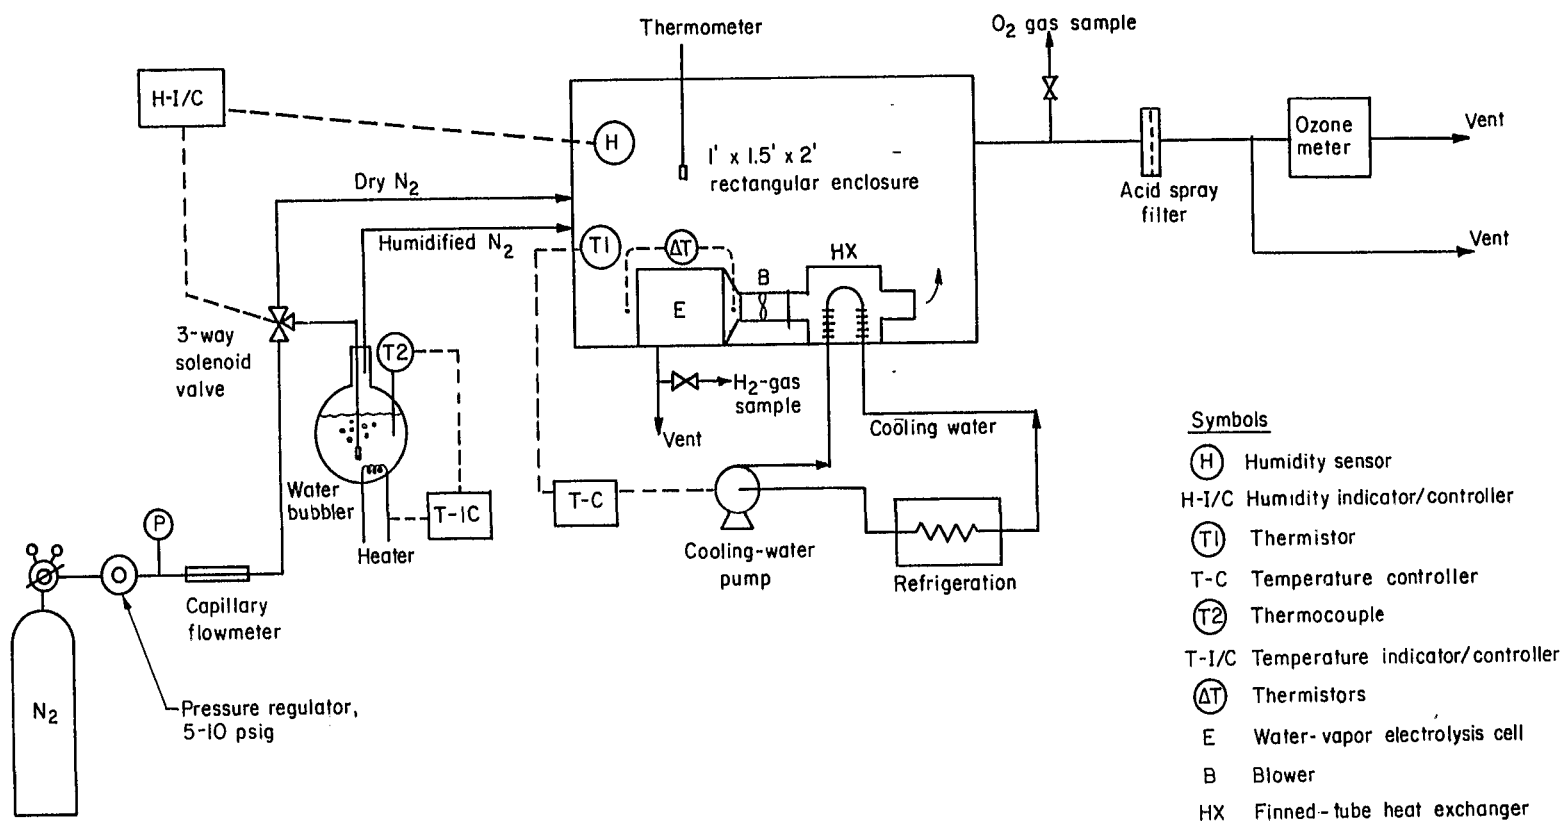 Thermometer
O2 gas sample
H-I/C
H
1' x 1.5' x 2'
rectangular enclosure
Ozone
meter
Vent
Acid spray
filter
Vent
Dry N2
Humidified N2
T1
ΔT
HX
B
E
3-way
solenoid
valve
T2
H2-gas
sample
Vent
Cooling water
Water
bubbler
T-IC
Heater
T-C
Cooling-water
pump
Refrigeration
P
Capillary
flowmeter
N2
Pressure regulator,
5-10 psig
Symbols
H Humidity sensor
H-I/C Humidity indicator/controller
T1 Thermistor
T-C Temperature controller
T2 Thermocouple
T-I/C Temperature indicator/controller
ΔT Thermistors
E Water-vapor electrolysis cell
B Blower
HX Finned-tube heat exchanger